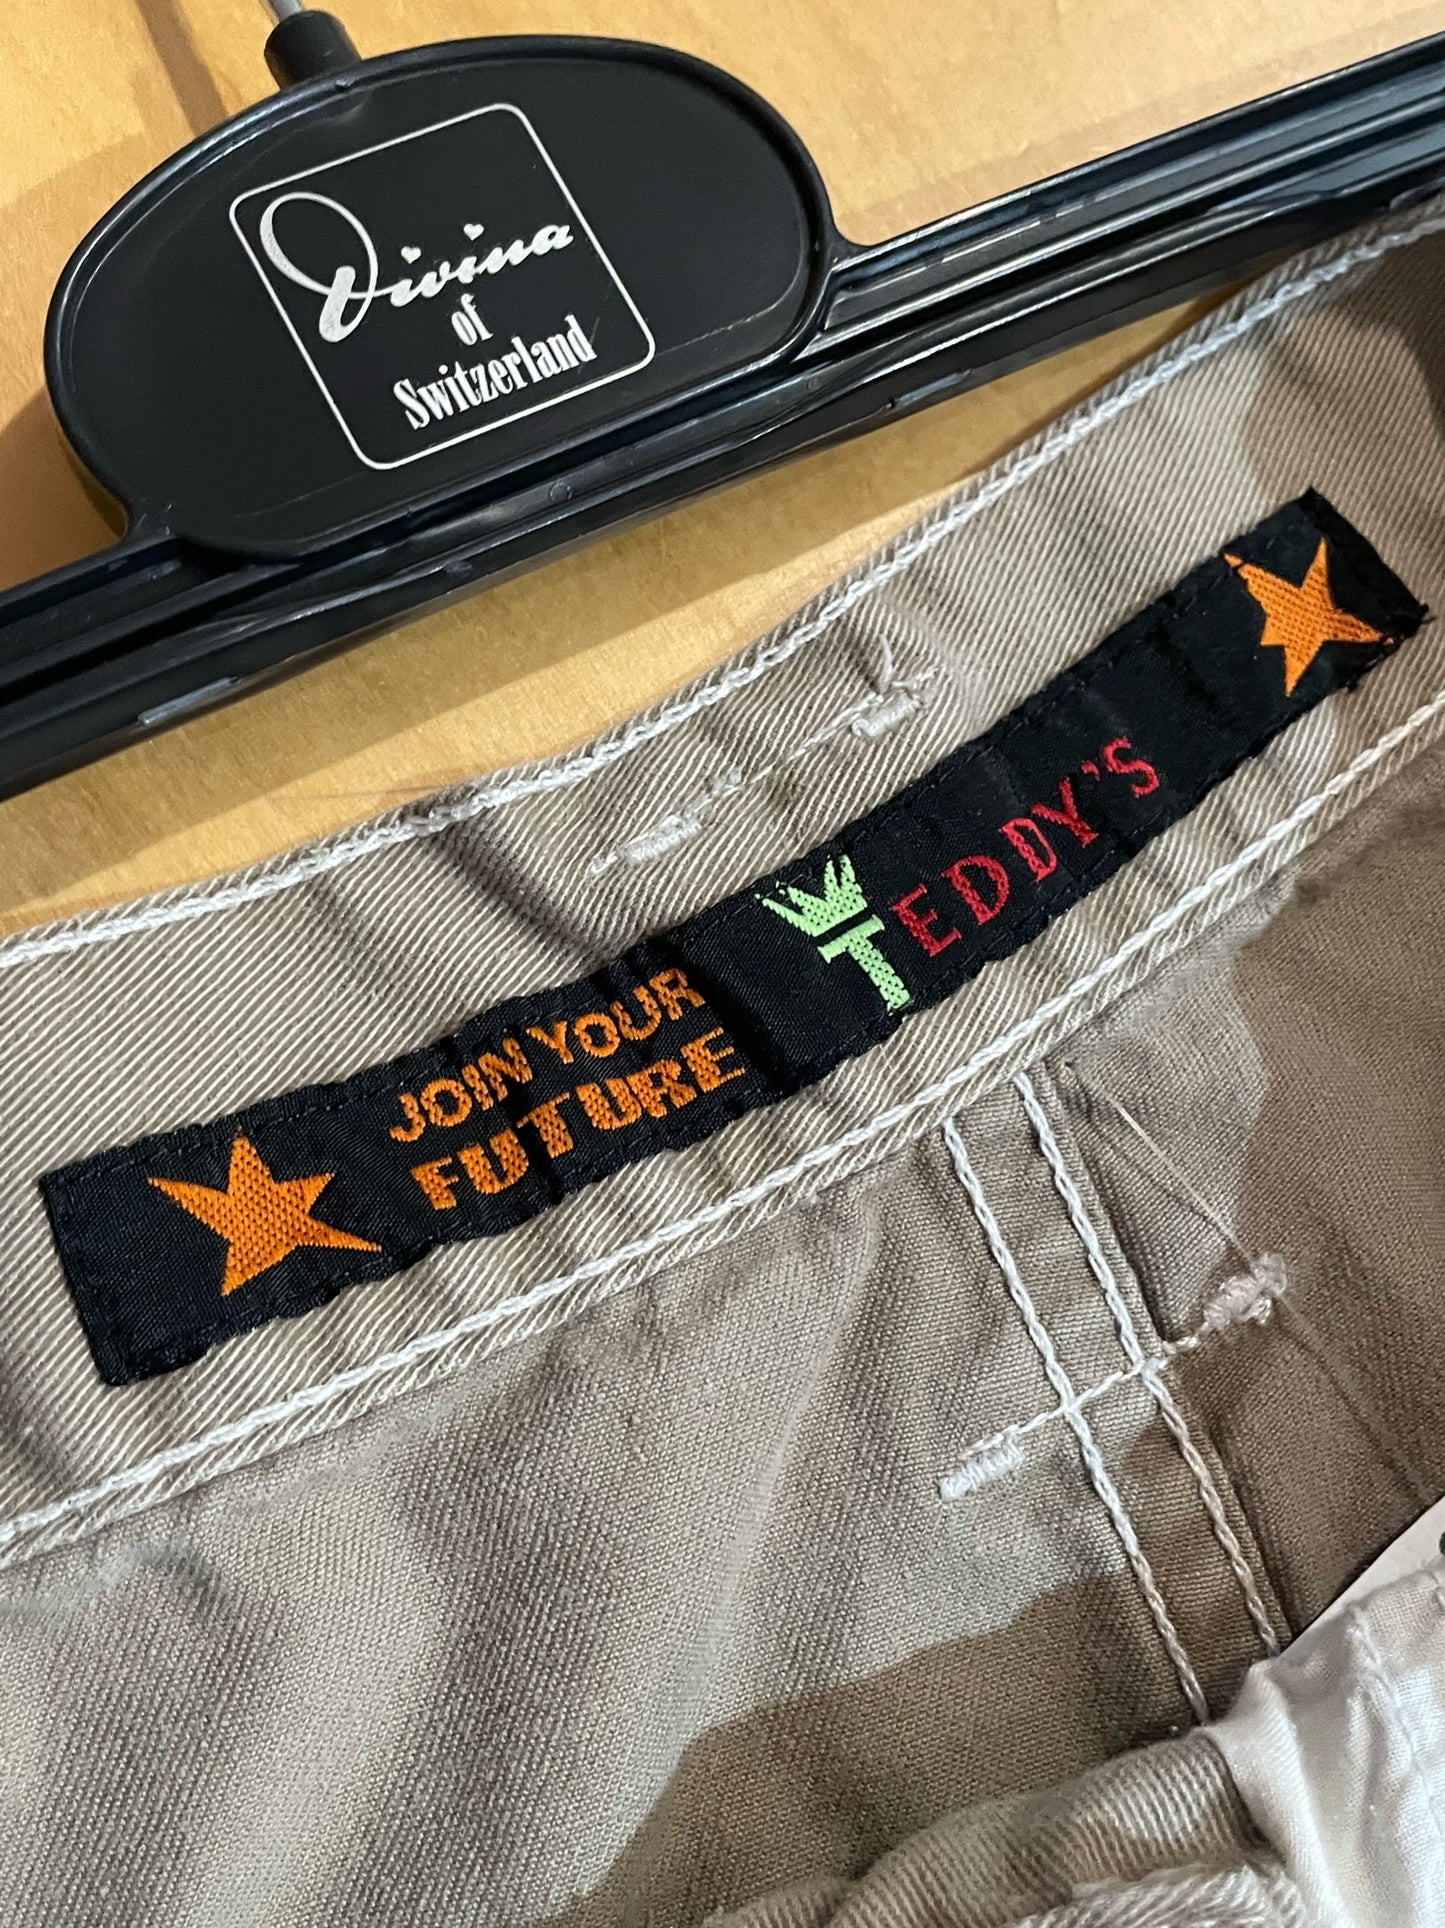 Divina
of
Switzerland
JOIN YOUR
FUTURE
TEDDY'S